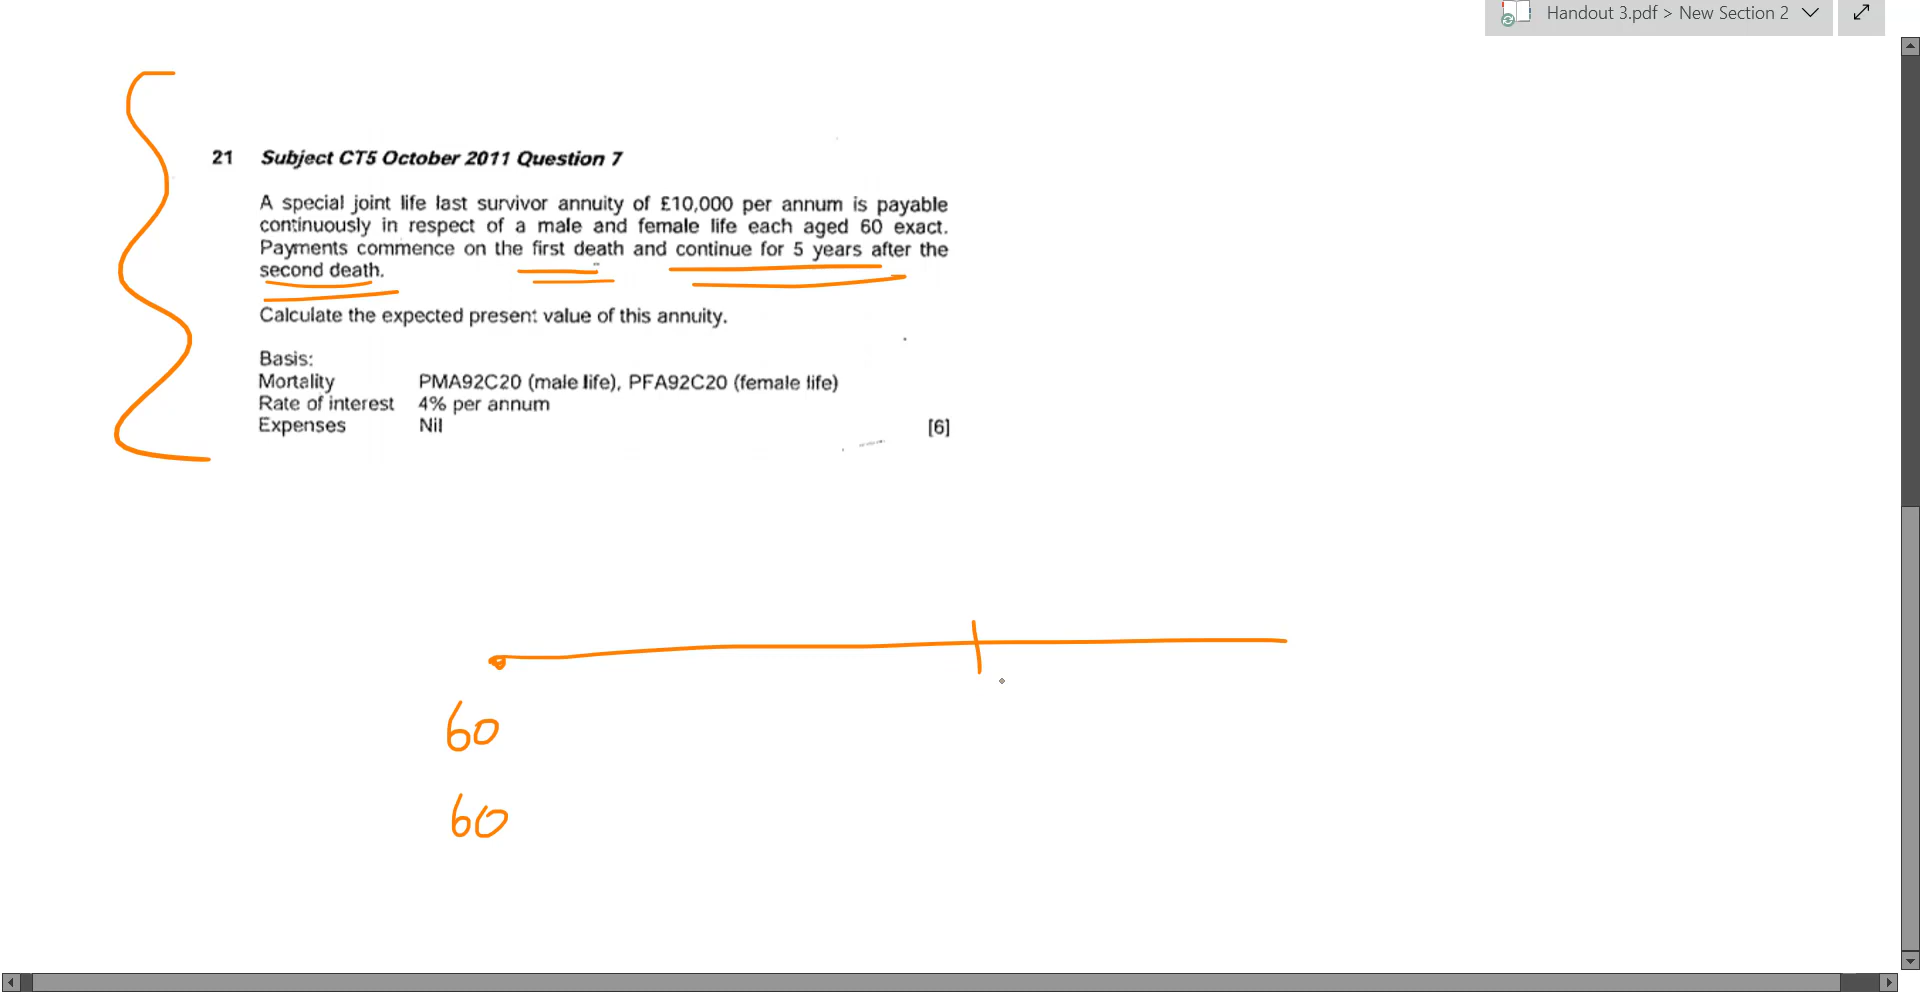 Handout 3.pdf > New Section 2
21 Subject CT5 October 2011 Question 7
A special joint life last survivor annuity of £10,000 per annum is payable
continuously in respect of a male and female life each aged 60 exact.
Payments commence on the first death and continue for 5 years after the
second death.
Calculate the expected present value of this annuity.
Basis:
Mortality PMA92C20 (male life), PFA92C20 (female life)
Rate of interest 4% per annum
Expenses Nil
[6]
60
60